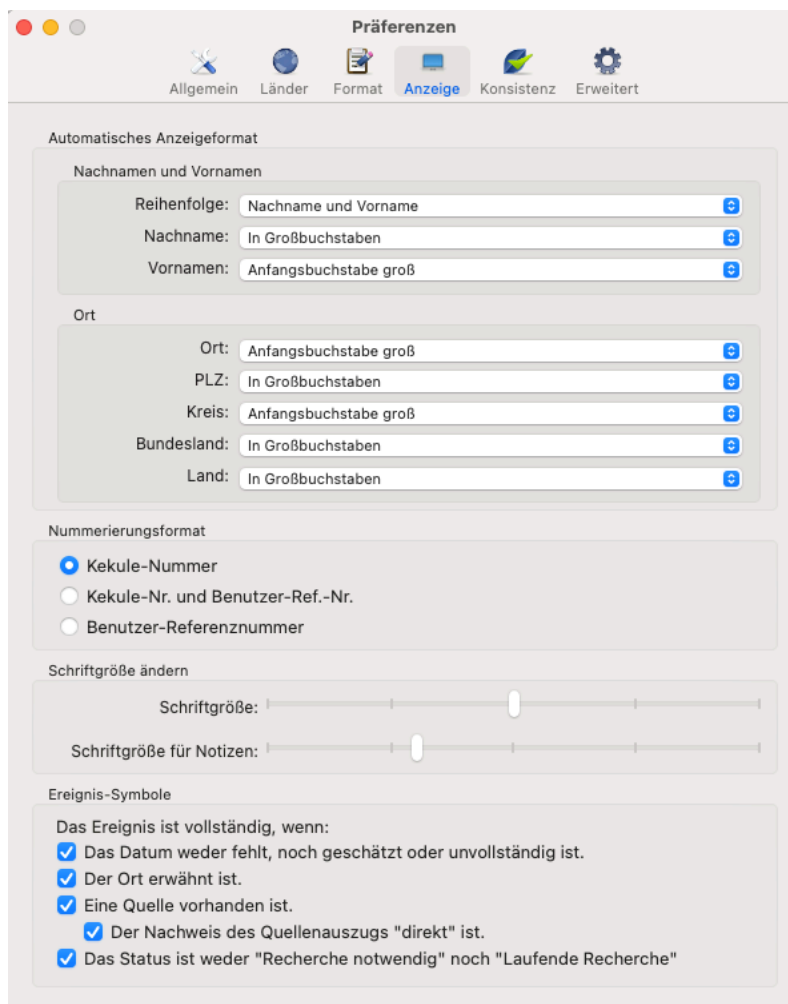 Präferenzen
Allgemein Länder Format Anzeige Konsistenz Erweitert
Automatisches Anzeigeformat
Nachnamen und Vornamen
Reihenfolge: Nachname und Vorname
Nachname: In Großbuchstaben
Vornamen: Anfangsbuchstabe groß
Ort
Ort: Anfangsbuchstabe groß
PLZ: In Großbuchstaben
Kreis: Anfangsbuchstabe groß
Bundesland: In Großbuchstaben
Land: In Großbuchstaben
Nummerierungsformat
Kekule-Nummer
Kekule-Nr. und Benutzer-Ref.-Nr.
Benutzer-Referenznummer
Schriftgröße ändern
Schriftgröße:
Schriftgröße für Notizen:
Ereignis-Symbole
Das Ereignis ist vollständig, wenn:
Das Datum weder fehlt, noch geschätzt oder unvollständig ist.
Der Ort erwähnt ist.
Eine Quelle vorhanden ist.
Der Nachweis des Quellenauszugs "direkt" ist.
Das Status ist weder "Recherche notwendig" noch "Laufende Recherche"